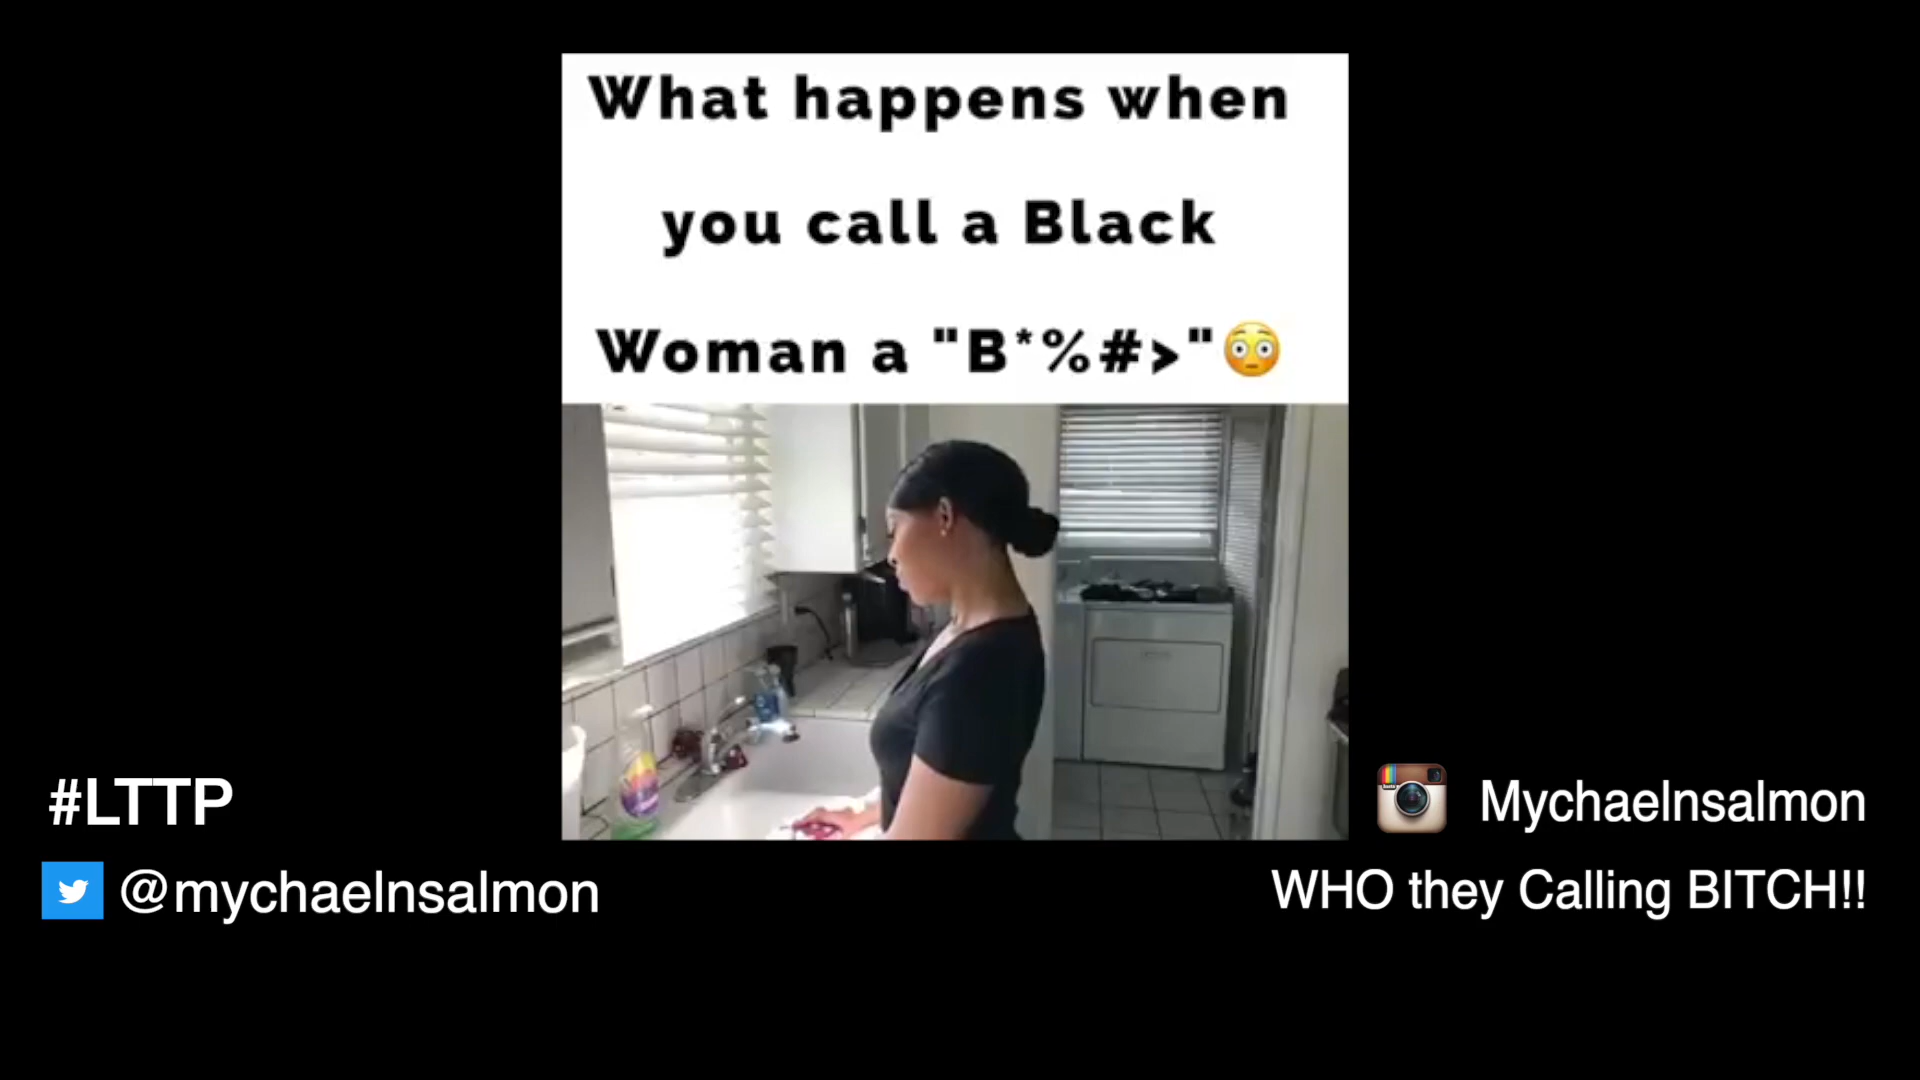 What happens when
you call a Black
Woman a "B*%#>"😳
#LTTP
@mychaelnsalmon
Mychaelnsalmon
WHO they Calling BITCH!!